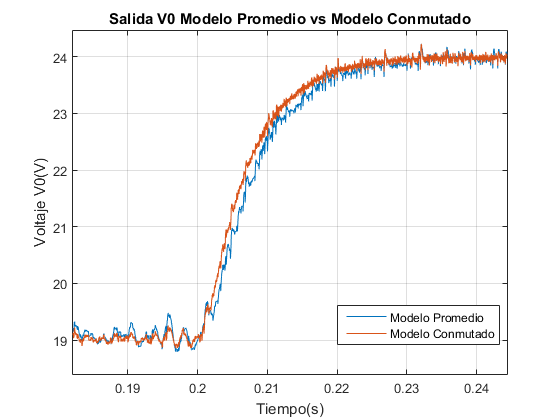 Salida V0 Modelo Promedio vs Modelo Conmutado
Voltaje V0(V)
24
23
22
21
20
19
0.19
0.2
0.21
0.22
0.23
0.24
Tiempo(s)
Modelo Promedio
Modelo Conmutado